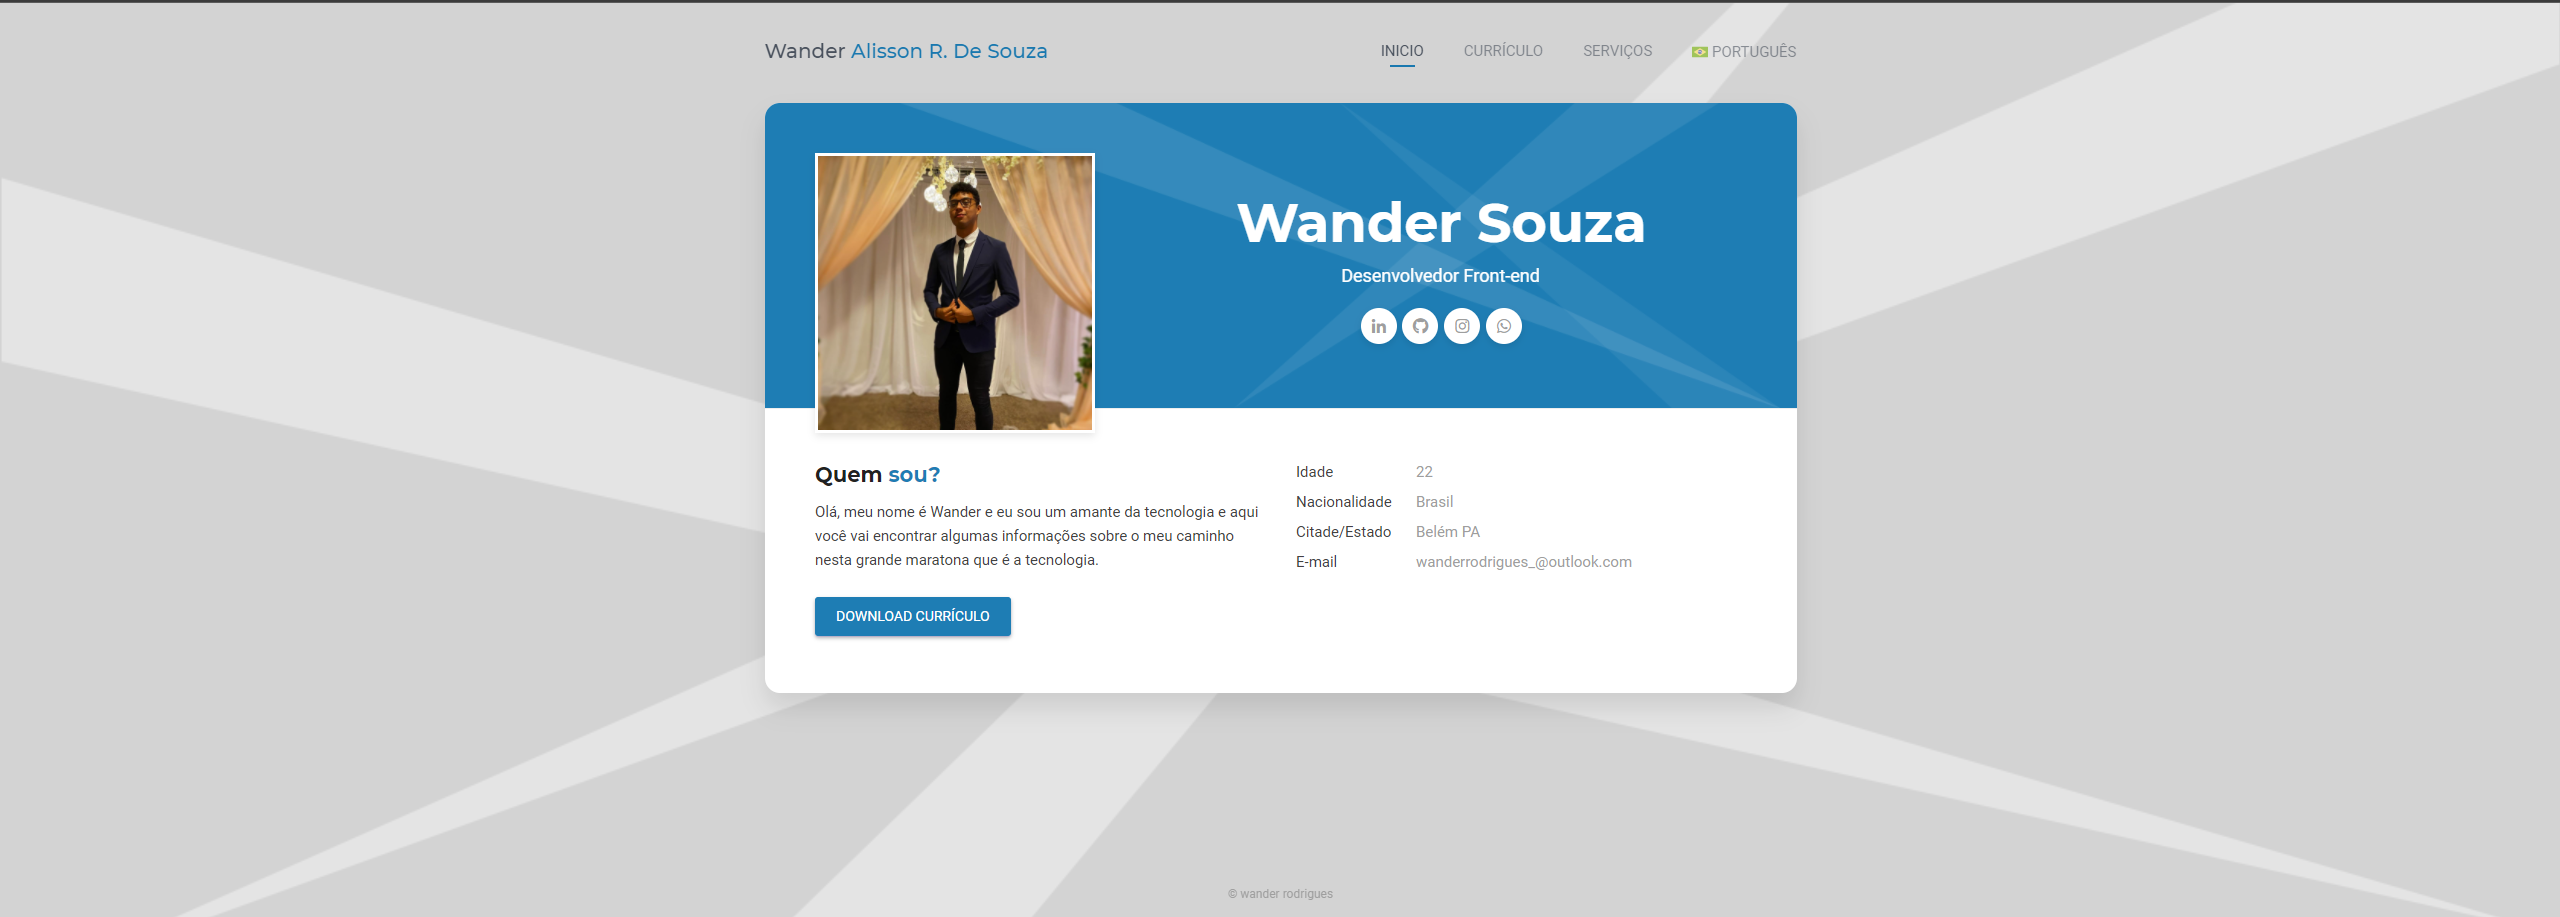 Wander Alisson R. De Souza
INICIO
CURRÍCULO
SERVIÇOS
PORTUGUÊS
Wander Souza
Desenvolvedor Front-end
in
Quem sou?
Olá, meu nome é Wander e eu sou um amante da tecnologia e aqui
você vai encontrar algumas informações sobre o meu caminho
nesta grande maratona que é a tecnologia.
DOWNLOAD CURRÍCULO
Idade 22
Nacionalidade Brasil
Citade/Estado Belém PA
E-mail wanderrodrigues_@outlook.com
© wander rodrigues